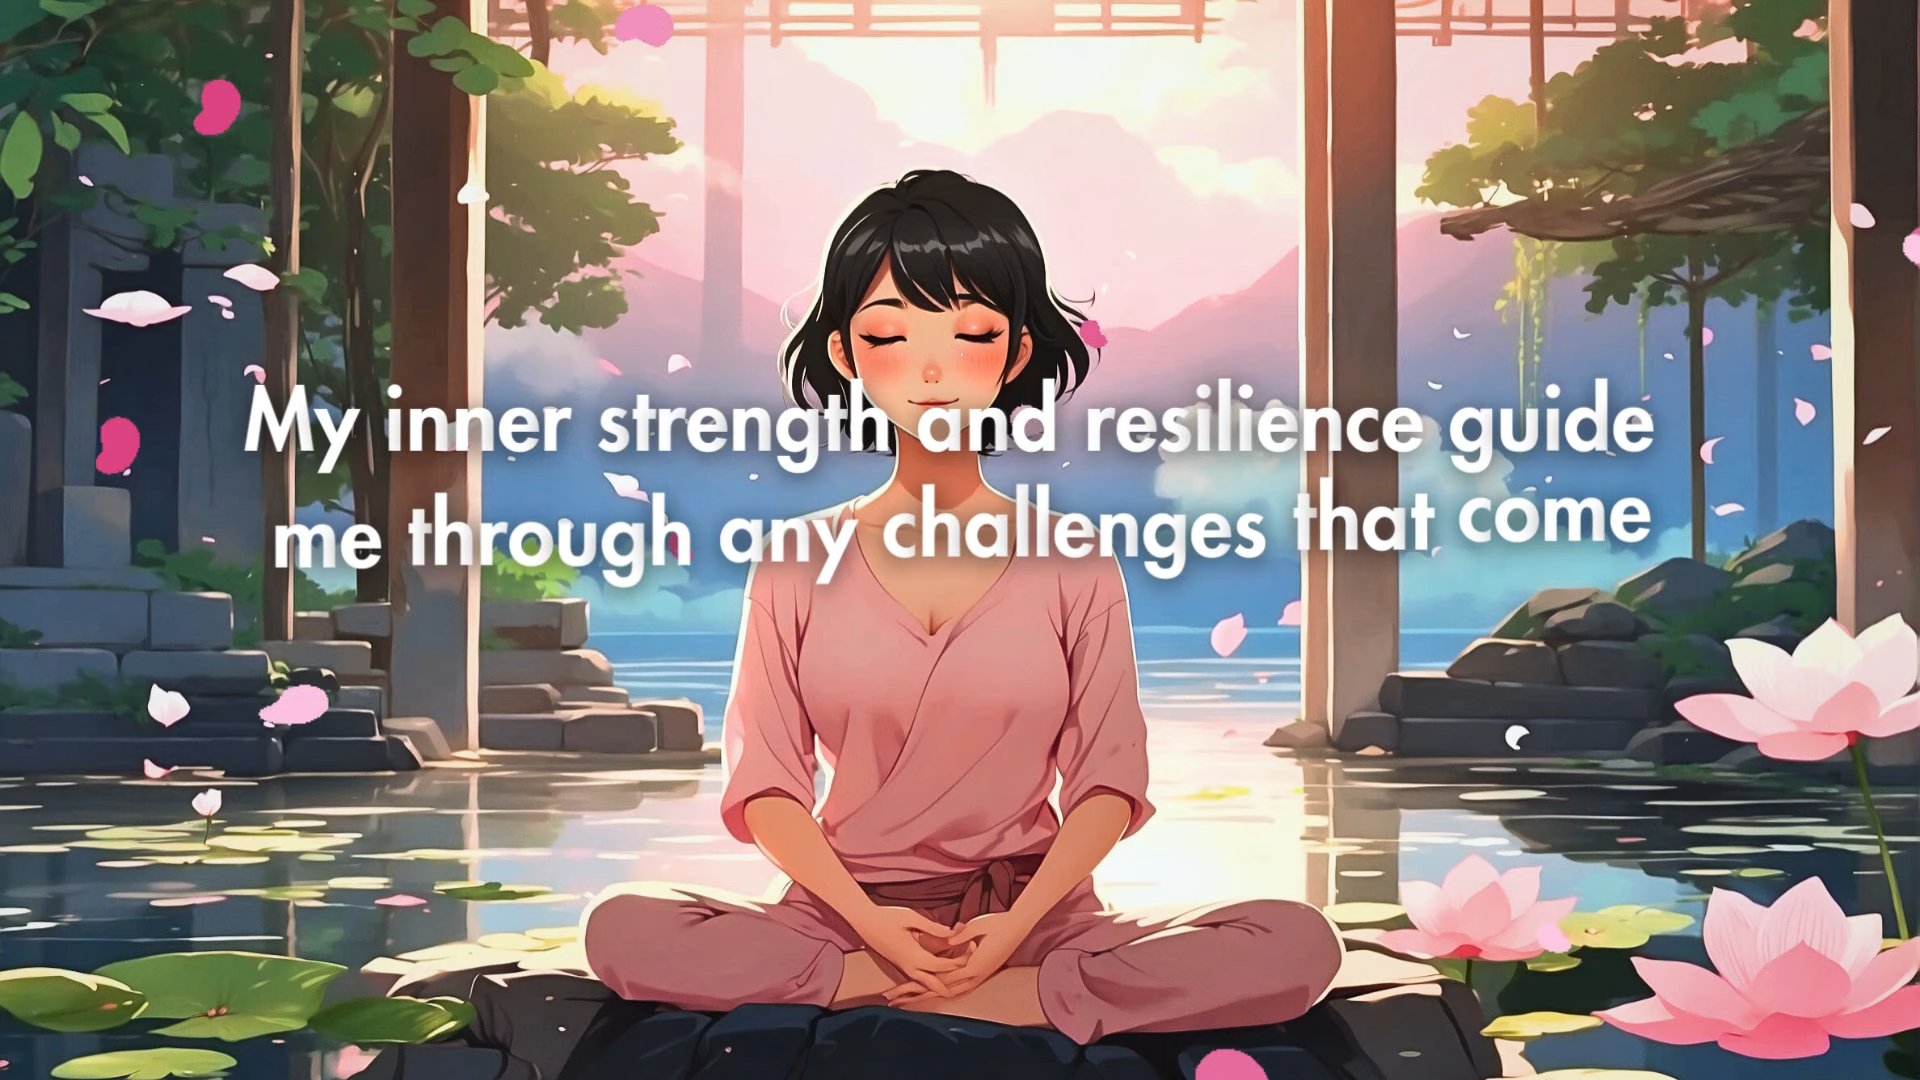 My inner strength and resilience guide
me through any challenges that come